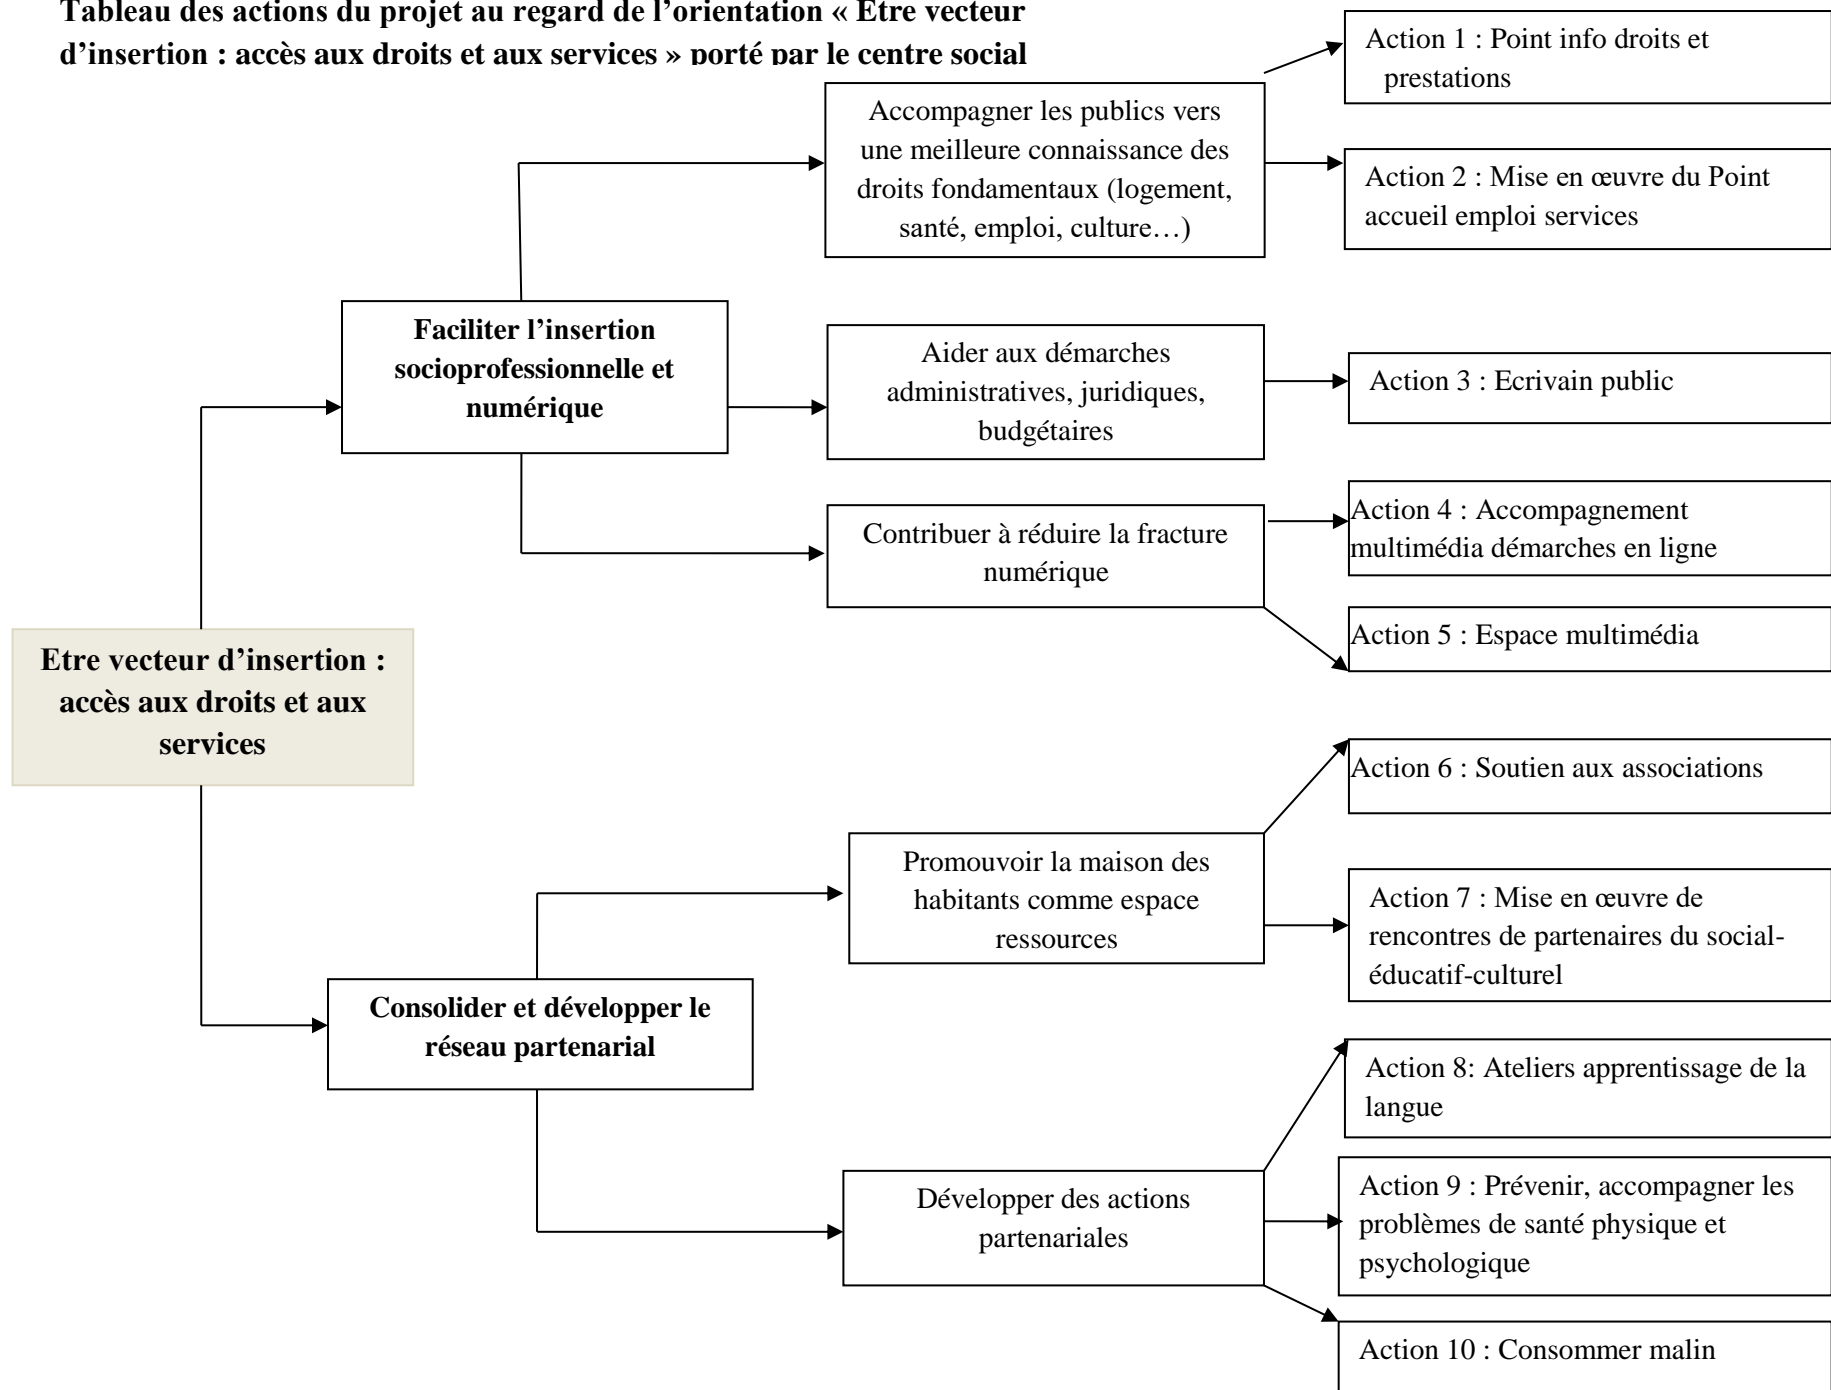 Tableau des actions du projet au regard de l’orientation « Etre vecteur
d’insertion : accès aux droits et aux services » porté par le centre social
Action 1 : Point info droits et
prestations
Accompagner les publics vers
une meilleure connaissance des
droits fondamentaux (logement,
santé, emploi, culture…)
Action 2 : Mise en œuvre du Point
accueil emploi services
Faciliter l’insertion
socioprofessionnelle et
numérique
Aider aux démarches
administratives, juridiques,
budgétaires
Action 3 : Ecrivain public
Contribuer à réduire la fracture
numérique
Action 4 : Accompagnement
multimédia démarches en ligne
Action 5 : Espace multimédia
Etre vecteur d’insertion :
accès aux droits et aux
services
Action 6 : Soutien aux associations
Promouvoir la maison des
habitants comme espace
ressources
Action 7 : Mise en œuvre de
rencontres de partenaires du social-
éducatif-culturel
Consolider et développer le
réseau partenarial
Action 8: Ateliers apprentissage de la
langue
Développer des actions
partenariales
Action 9 : Prévenir, accompagner les
problèmes de santé physique et
psychologique
Action 10 : Consommer malin